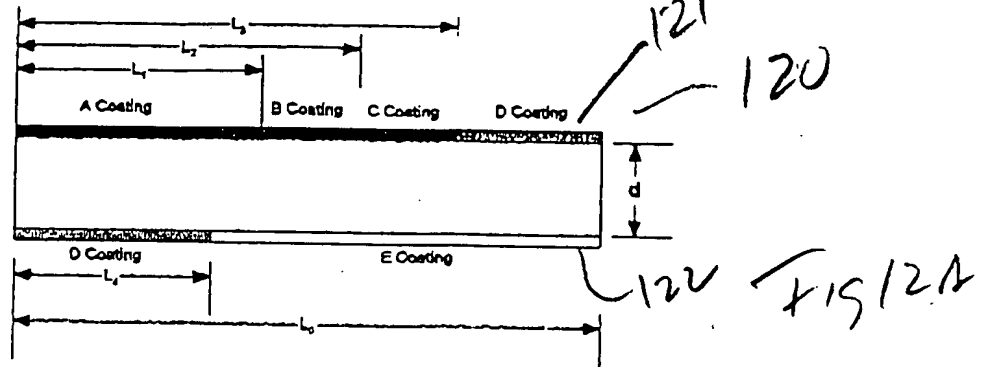 L₃
121
L₂
120
L₁
A Coating B Coating C Coating D Coating
d
D Coating E Coating
L₄
122 Fig 12A
L₀